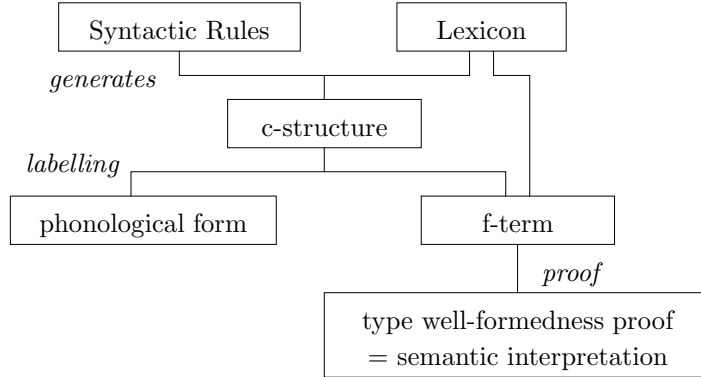 Syntactic Rules
Lexicon
generates
c-structure
labelling
phonological form
f-term
proof
type well-formedness proof
= semantic interpretation